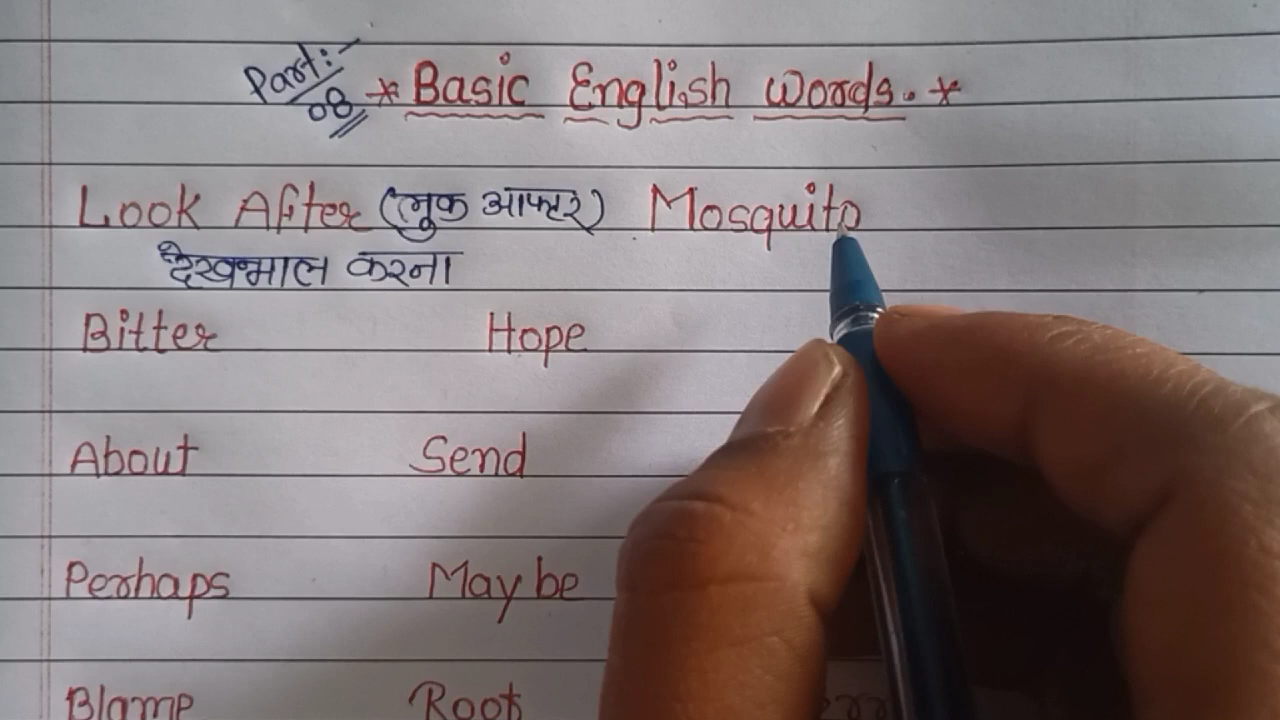 Part:-
08
* Basic English Words. *
Look After (लुक आफ्टर) Mosquito
देखभाल करना
Bitter Hope
About Send
Perhaps May be
Blamp Root